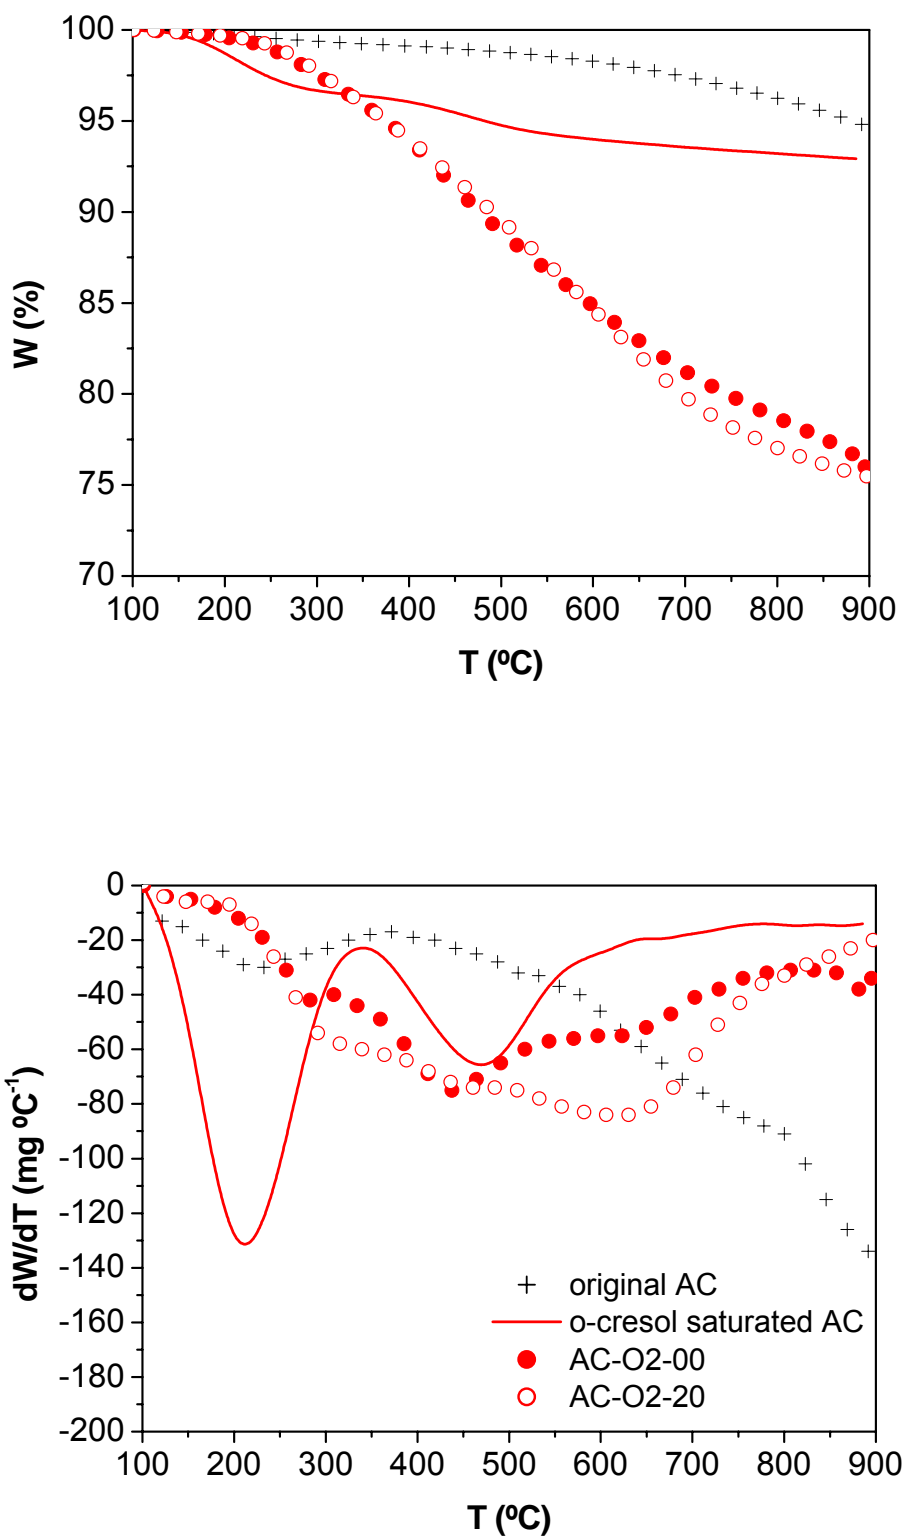 100
95
90
85
80
75
70
W (%)
100 200 300 400 500 600 700 800 900
T (ºC)
0
-20
-40
-60
-80
-100
-120
-140
-160
-180
-200
dW/dT (mg ºC-1)
original AC
o-cresol saturated AC
AC-O2-00
AC-O2-20
100 200 300 400 500 600 700 800 900
T (ºC)